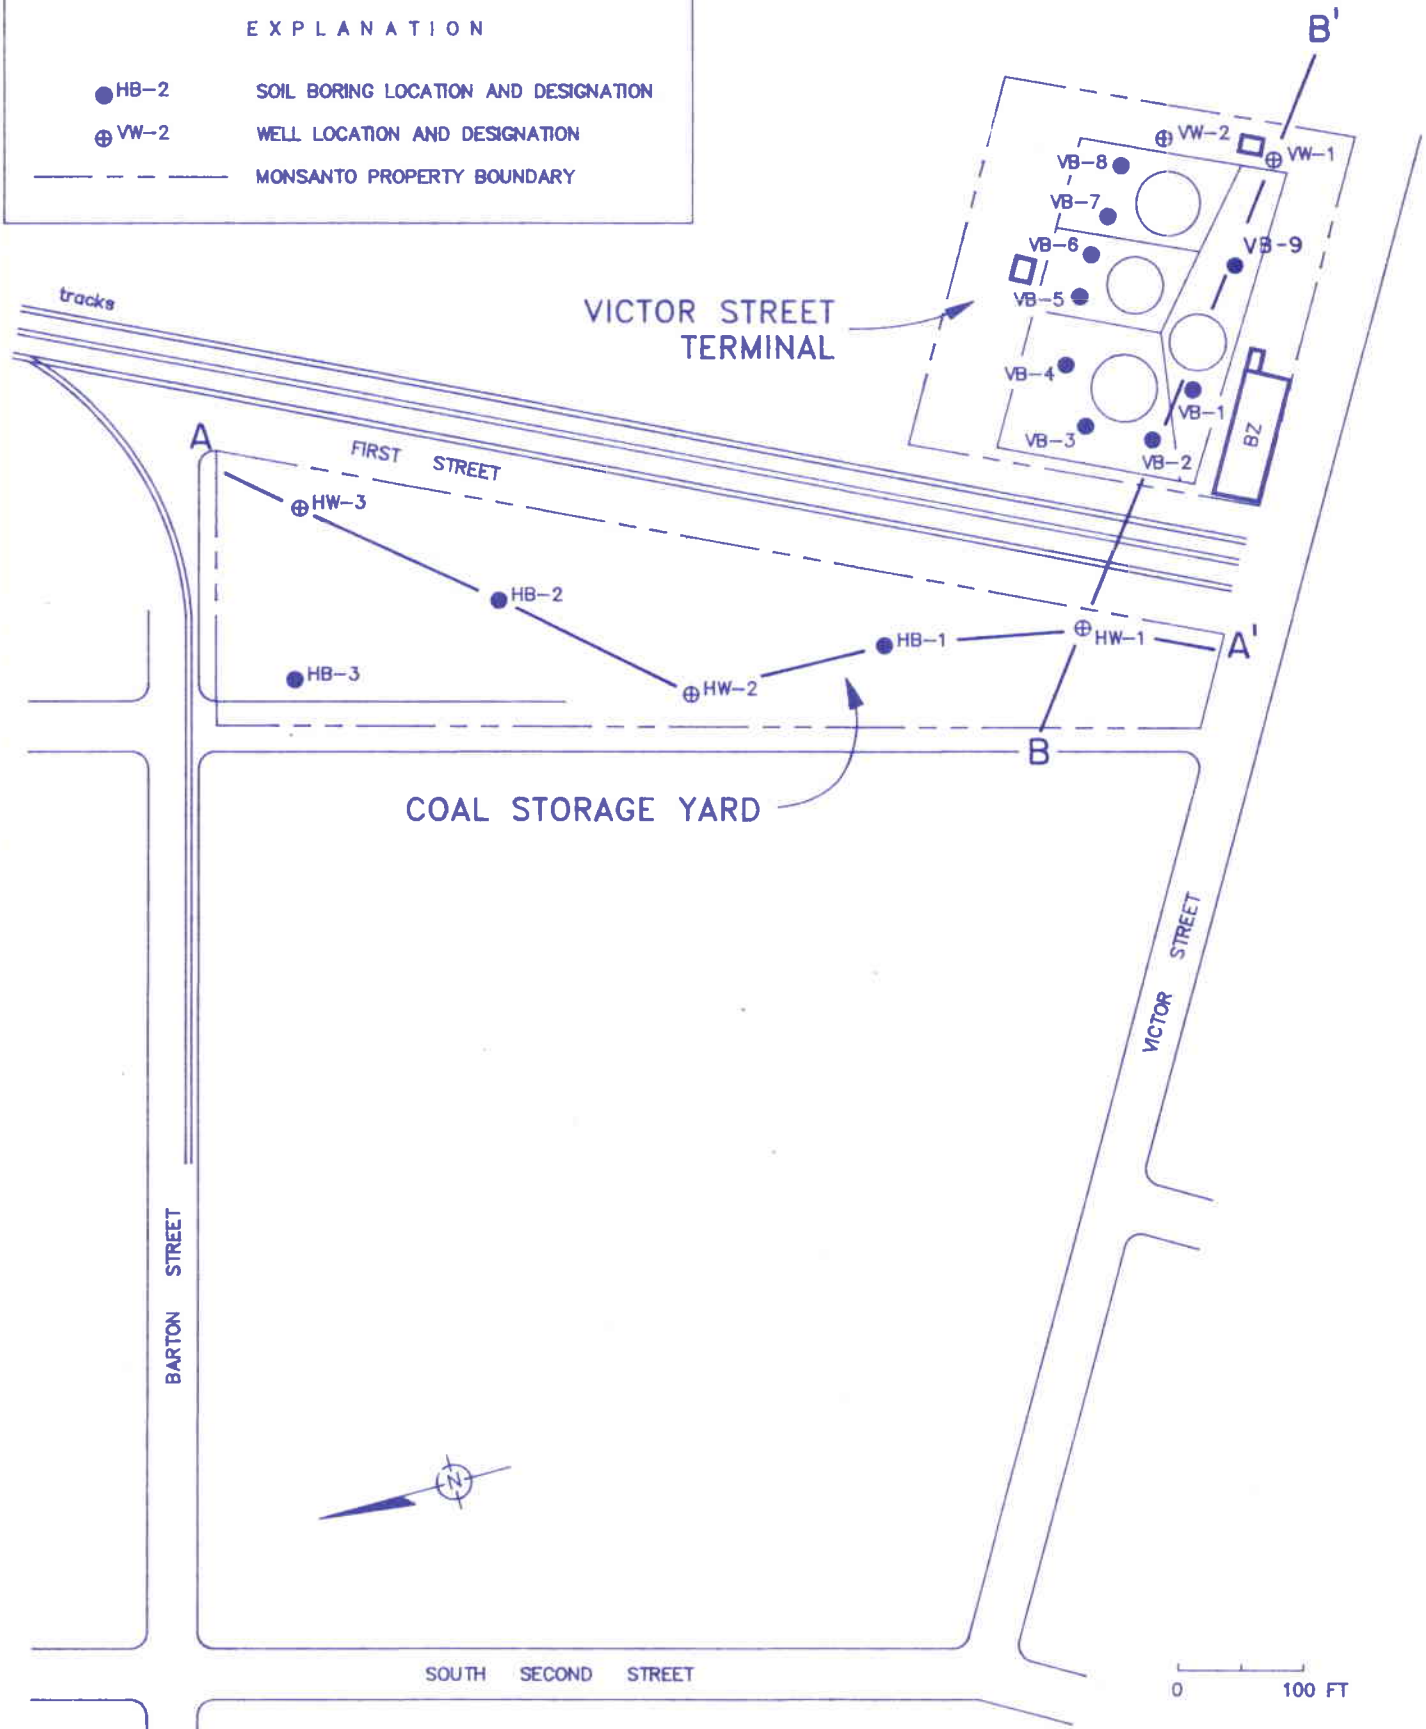 EXPLANATION
HB-2 SOIL BORING LOCATION AND DESIGNATION
VW-2 WELL LOCATION AND DESIGNATION
MONSANTO PROPERTY BOUNDARY
B'
VW-2
VW-1
VB-8
VB-7
VB-6
VB-9
VB-5
tracks
VICTOR STREET
TERMINAL
VB-4
VB-1
BZ
VB-3
VB-2
A
FIRST STREET
HW-3
HB-2
HB-1
HW-1
A'
HB-3
HW-2
B
COAL STORAGE YARD
VICTOR STREET
BARTON STREET
N
SOUTH SECOND STREET
0 100 FT